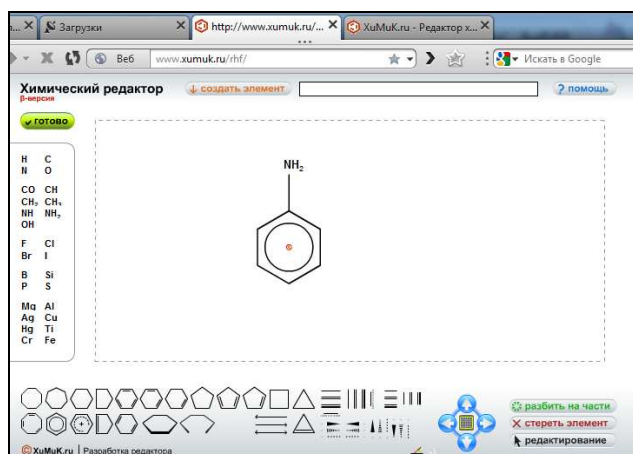 Загрузки http://www.xumuk.ru/... XuMuK.ru - Редактор х...
Веб www.xumuk.ru/rhf/ Искать в Google
Химический редактор создать элемент помощь
β-версия
готово
H C
N O
CO CH
CH₂ CH₃
NH NH₂
OH
F Cl
Br I
B Si
P S
Mg Al
Ag Cu
Hg Ti
Cr Fe
NH₂
разбить на части
стереть элемент
редактирование
©XuMuK.ru | Разработка редактора